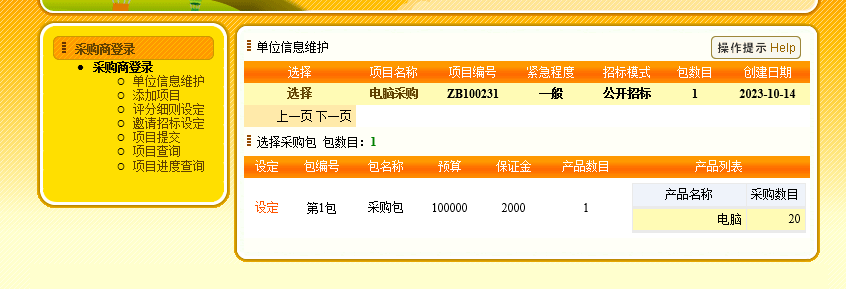 采购商登录
采购商登录
单位信息维护
添加项目
评分细则设定
邀请招标设定
项目提交
项目查询
项目进度查询
单位信息维护 操作提示 Help
选择 项目名称 项目编号 紧急程度 招标模式 包数目 创建日期
选择 电脑采购 ZB100231 一般 公开招标 1 2023-10-14
上一页 下一页
选择采购包 包数目：1
设定 包编号 包名称 预算 保证金 产品数目 产品列表
产品名称 采购数目
设定 第1包 采购包 100000 2000 1
电脑 20